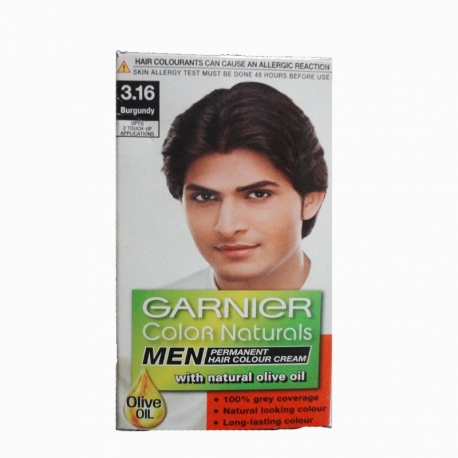 HAIR COLOURANTS CAN CAUSE AN ALLERGIC REACTION
SKIN ALLERGY TEST MUST BE DONE 48 HOURS BEFORE USE
3.16
Burgundy
UPTO
2 TOUCH-UP
APPLICATIONS
GARNIER
Color Naturals
MEN PERMANENT
HAIR COLOUR CREAM
with natural olive oil
Olive
OIL
• 100% grey coverage
• Natural looking colour
• Long-lasting colour